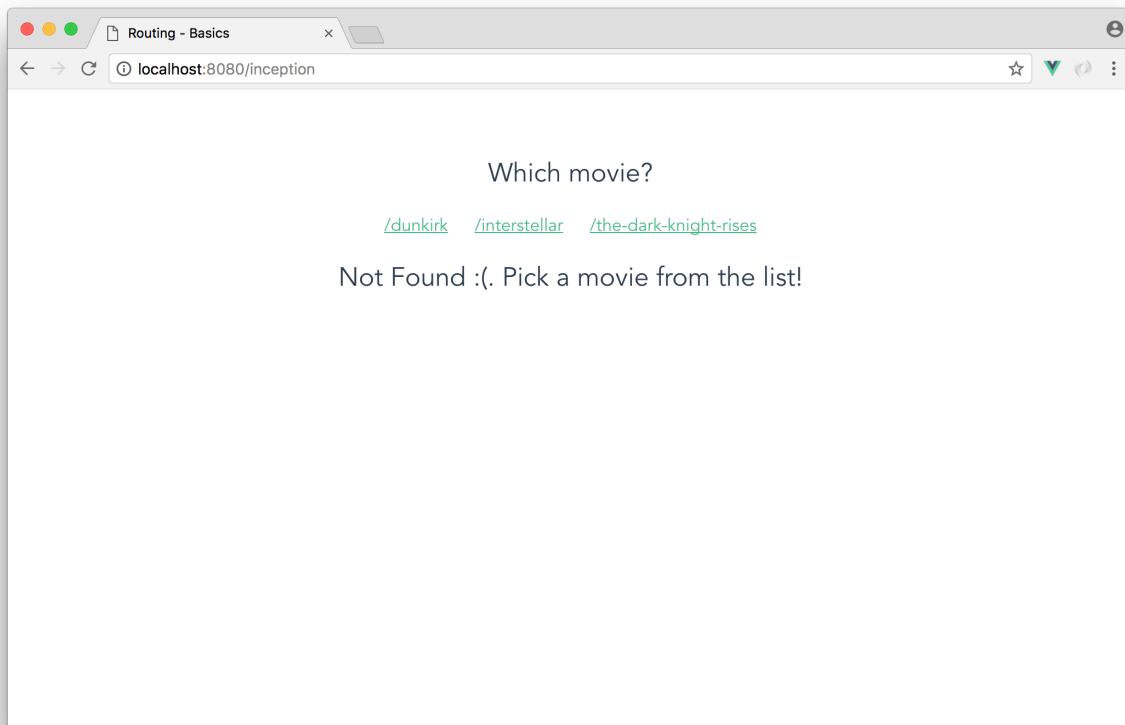 Routing - Basics
localhost:8080/inception
Which movie?
/dunkirk /interstellar /the-dark-knight-rises
Not Found :(. Pick a movie from the list!